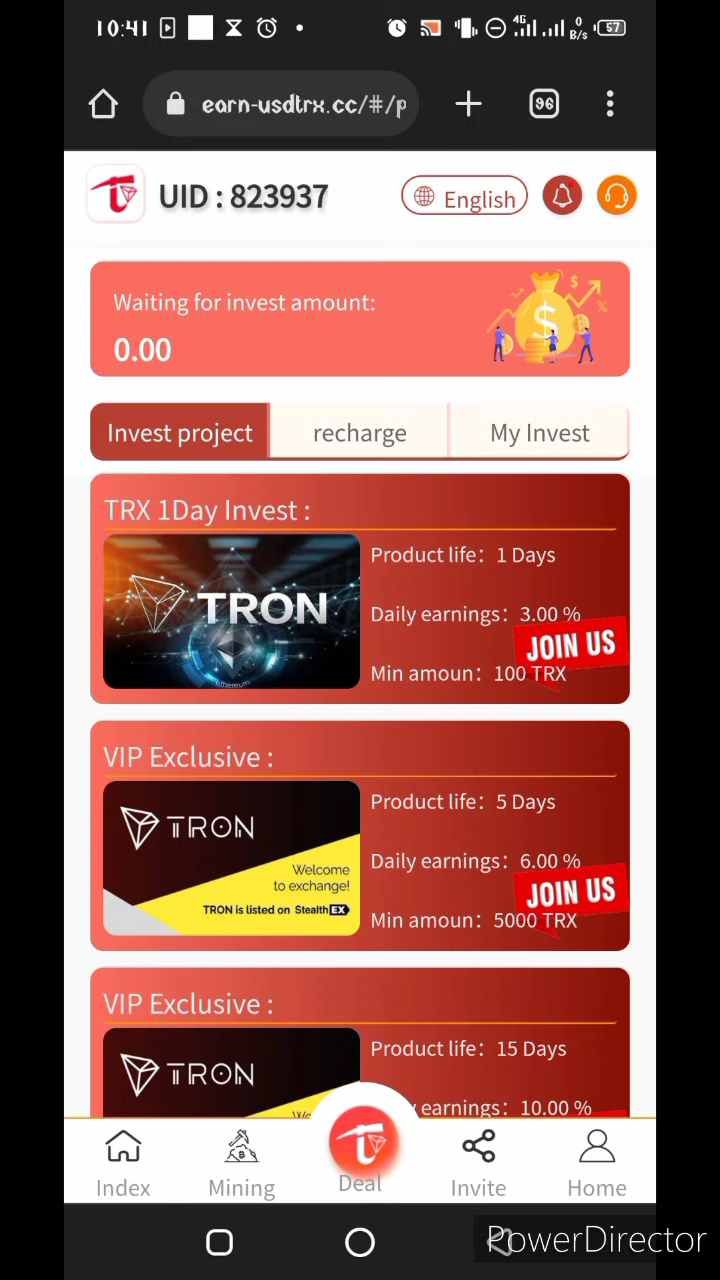 10:41
4G
0
B/s
57
earn-usdtrx.cc/#/p
96
UID : 823937
English
Waiting for invest amount:
0.00
$
$
%
Invest project
recharge
My Invest
TRX 1Day Invest :
TRON
ethereum
Product life: 1 Days
Daily earnings: 3.00 %
JOIN US
Min amoun: 100 TRX
VIP Exclusive :
TRON
Welcome
to exchange!
TRON is listed on StealthEX
Product life: 5 Days
Daily earnings: 6.00 %
JOIN US
Min amoun: 5000 TRX
VIP Exclusive :
TRON
Product life: 15 Days
earnings: 10.00 %
Index
Mining
Deal
Invite
Home
PowerDirector